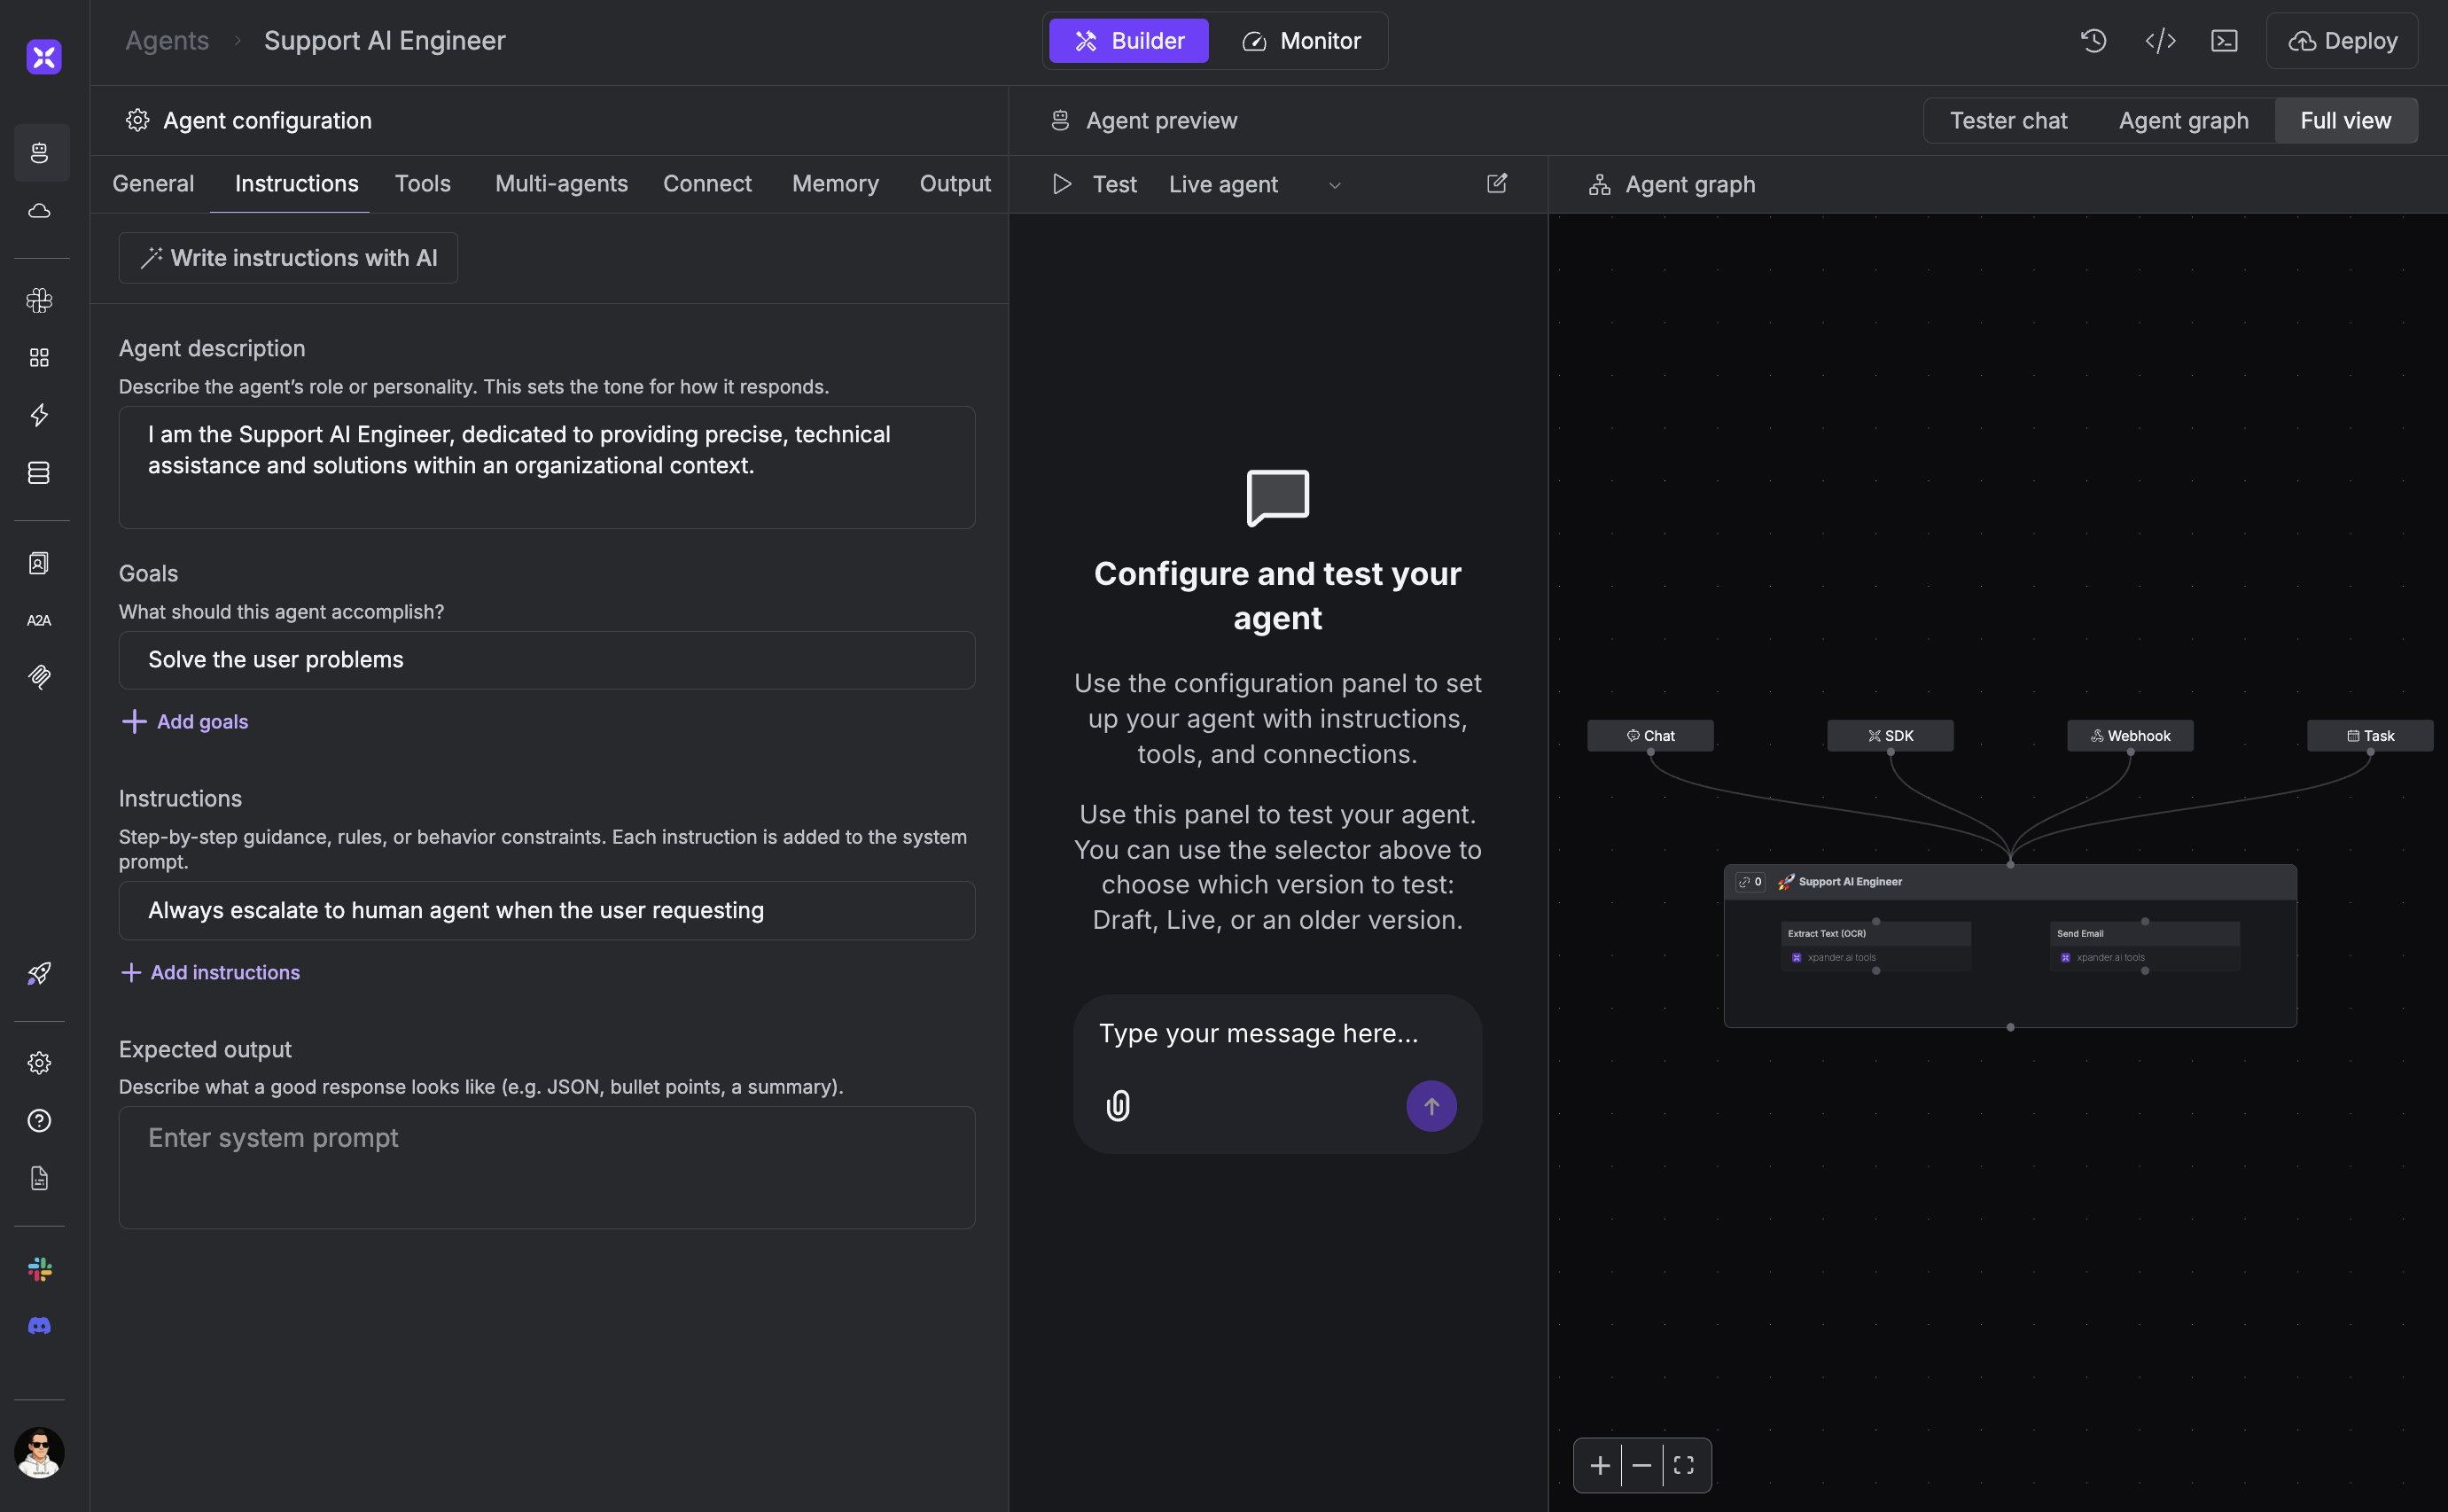 Agents
Support AI Engineer
Builder
Monitor
Deploy
Agent configuration
General
Instructions
Tools
Multi-agents
Connect
Memory
Output
Write instructions with AI
Agent description
Describe the agent's role or personality. This sets the tone for how it responds.
I am the Support AI Engineer, dedicated to providing precise, technical
assistance and solutions within an organizational context.
Goals
What should this agent accomplish?
Solve the user problems
Add goals
Instructions
Step-by-step guidance, rules, or behavior constraints. Each instruction is added to the system
prompt.
Always escalate to human agent when the user requesting
Add instructions
Expected output
Describe what a good response looks like (e.g. JSON, bullet points, a summary).
Enter system prompt
A2A
Agent preview
Tester chat
Agent graph
Full view
Test
Live agent
Configure and test your
agent
Use the configuration panel to set
up your agent with instructions,
tools, and connections.
Use this panel to test your agent.
You can use the selector above to
choose which version to test:
Draft, Live, or an older version.
Type your message here...
Agent graph
Chat
SDK
Webhook
Task
0
Support AI Engineer
Extract Text (OCR)
xpander.ai tools
Send Email
xpander.ai tools